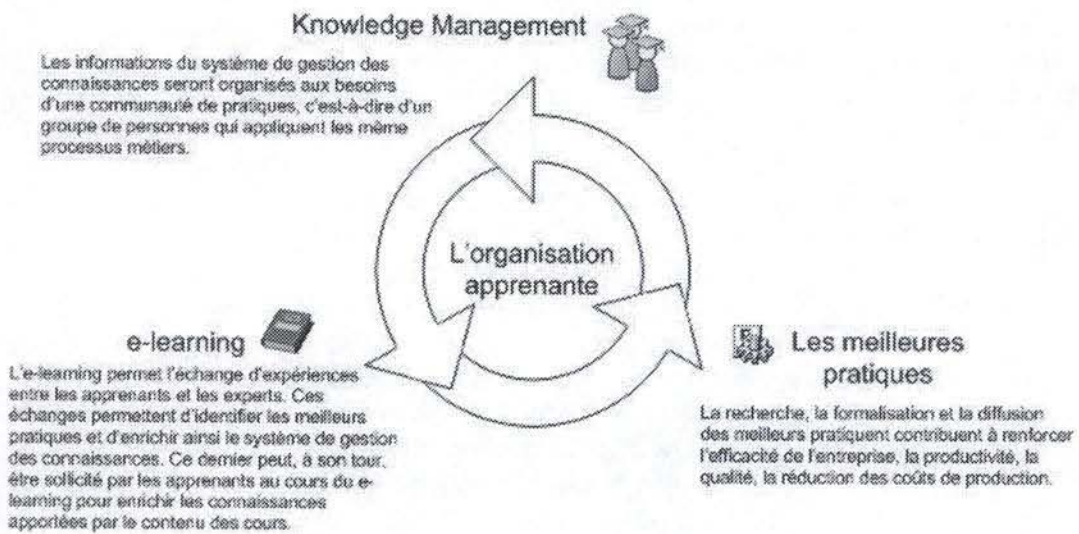 Knowledge Management
Les informations du système de gestion des
connaissances seront organisés aux besoins
d'une communauté de pratiques, c'est-à-dire d'un
groupe de personnes qui appliquent les même
processus métiers.
L'organisation
apprenante
e-learning
L'e-learning permet l'échange d'expériences
entre les apprenants et les experts. Ces
échanges permettent d'identifier les meilleurs
pratiques et d'enrichir ainsi le système de gestion
des connaissances. Ce dernier peut, à son tour,
être sollicité par les apprenants au cours du e-
learning pour enrichir les connaissances
apportées par le contenu des cours.
Les meilleures
pratiques
La recherche, la formalisation et la diffusion
des meilleurs pratiquent contribuent à renforcer
l'efficacité de l'entreprise, la productivité, la
qualité, la réduction des coûts de production.